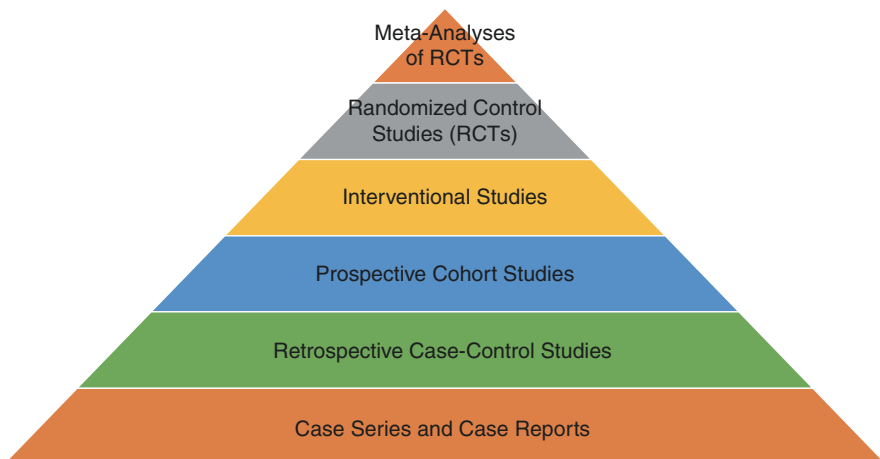 Meta-Analyses
of RCTs
Randomized Control
Studies (RCTs)
Interventional Studies
Prospective Cohort Studies
Retrospective Case-Control Studies
Case Series and Case Reports